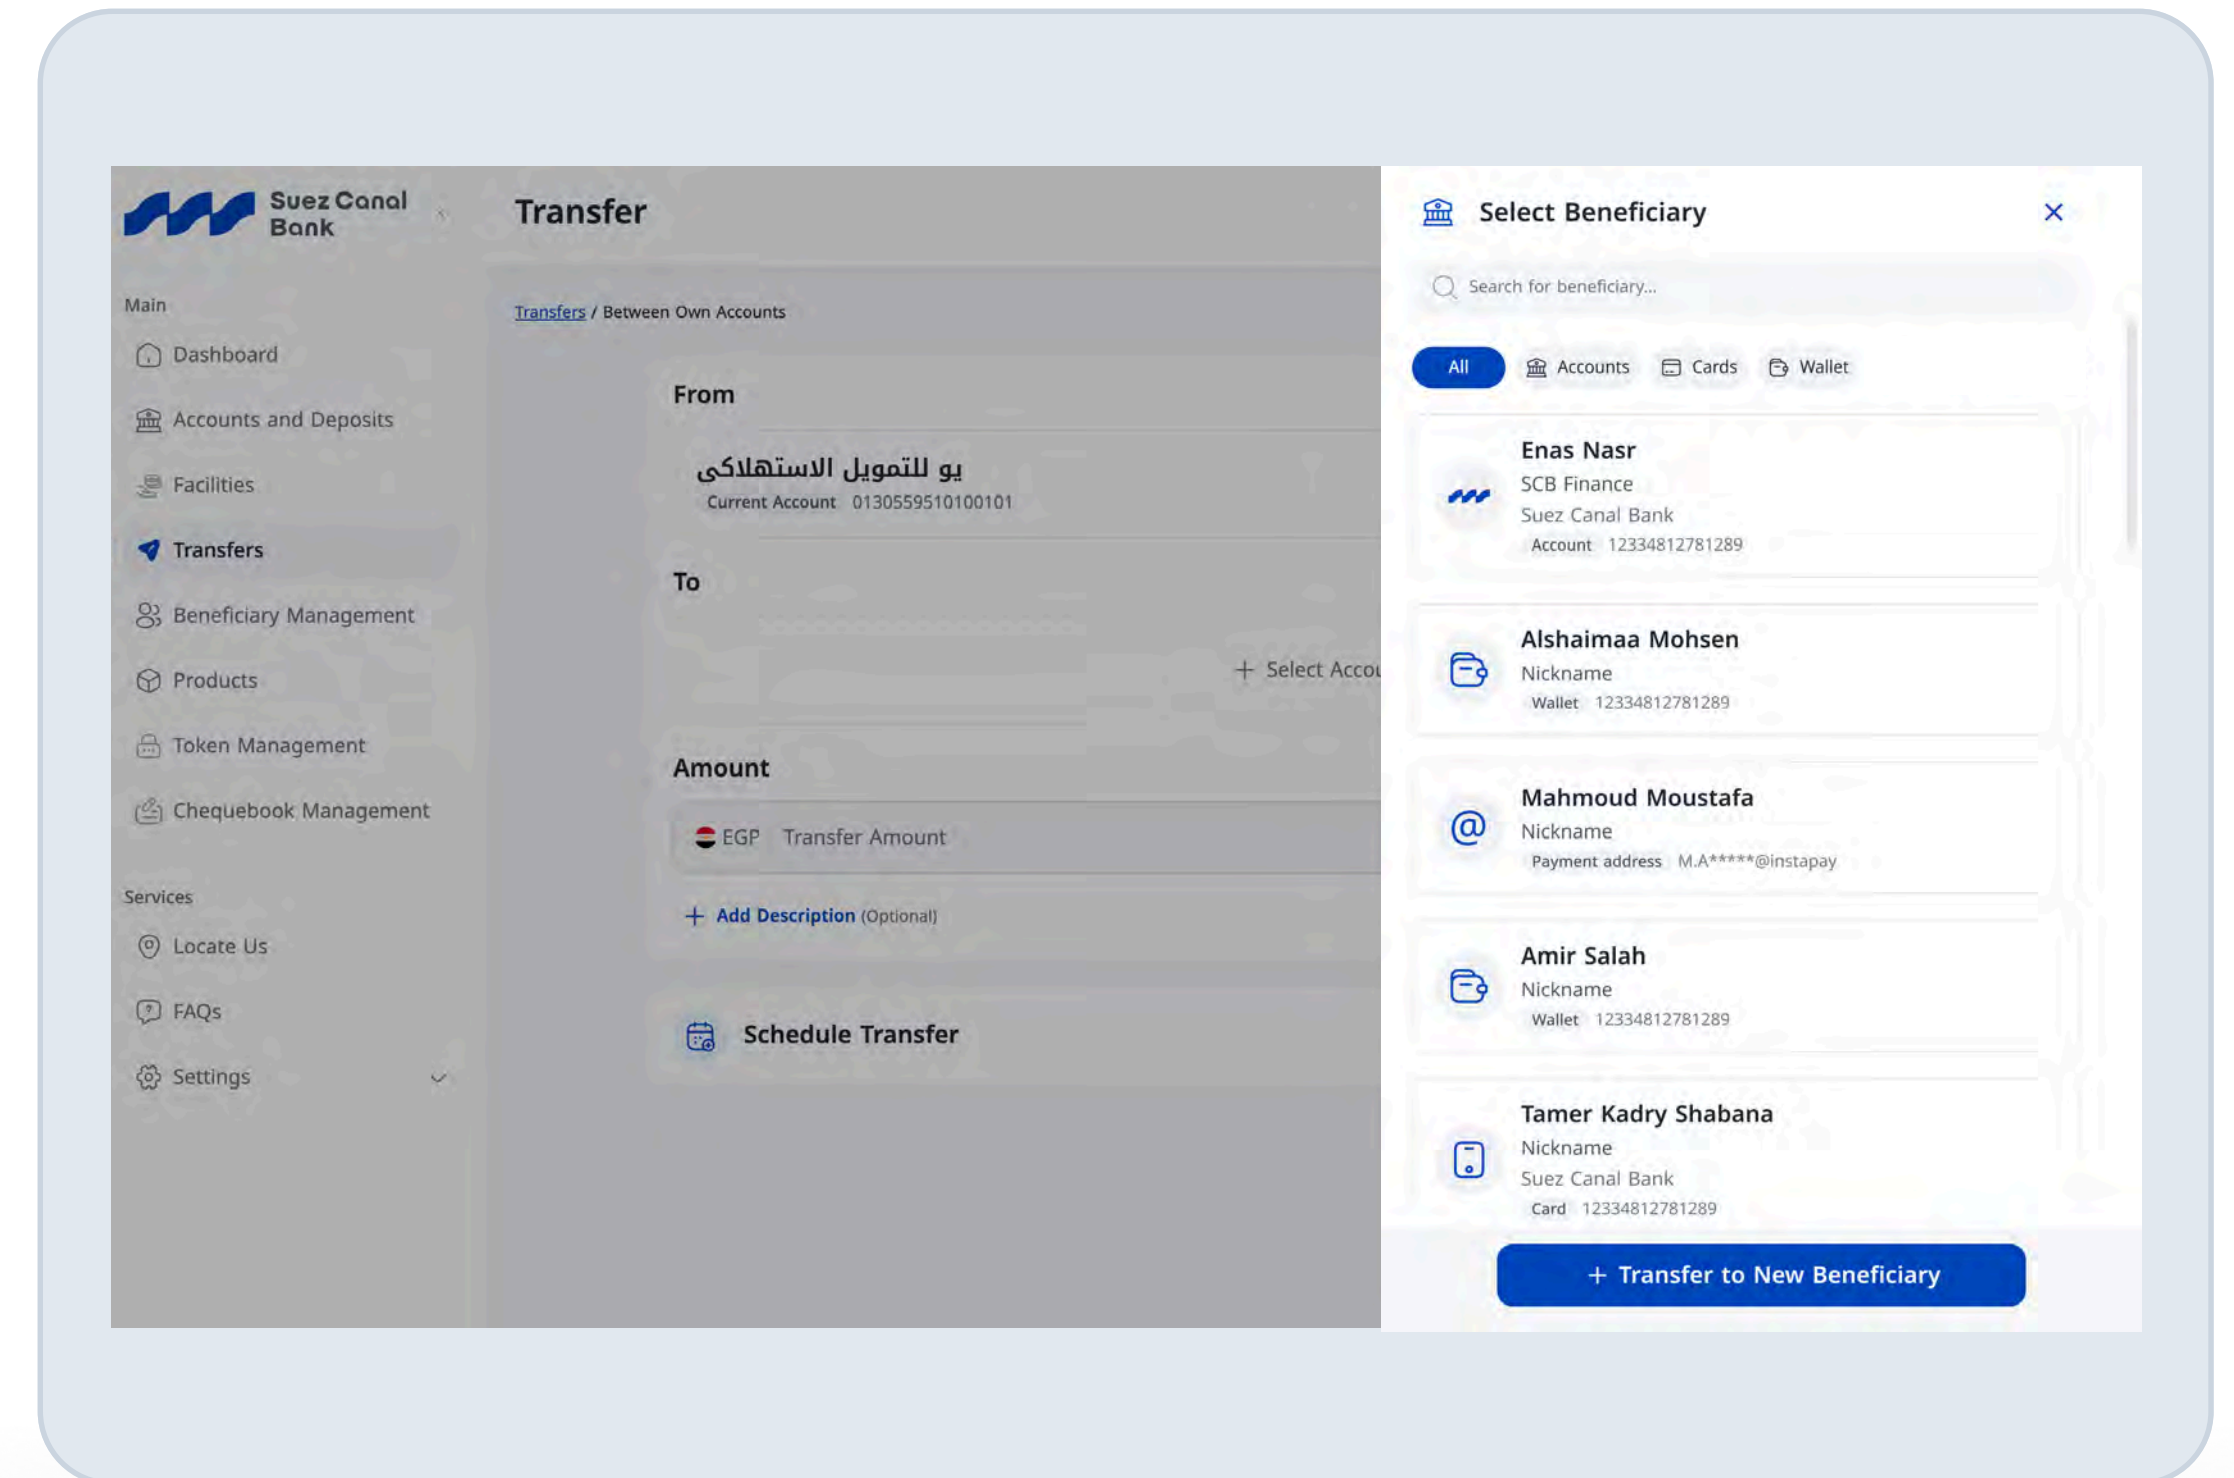 Suez Canal
Bank
Main
Dashboard
Accounts and Deposits
Facilities
Transfers
Beneficiary Management
Products
Token Management
Chequebook Management
Services
Locate Us
FAQs
Settings
Transfer
Transfers / Between Own Accounts
From
يو للتمويل الاستهلاكى
Current Account 0130559510100101
To
+ Select Accou
Amount
EGP Transfer Amount
+ Add Description (Optional)
Schedule Transfer
Select Beneficiary
Search for beneficiary...
All Accounts Cards Wallet
Enas Nasr
SCB Finance
Suez Canal Bank
Account 12334812781289
Alshaimaa Mohsen
Nickname
Wallet 12334812781289
@
Mahmoud Moustafa
Nickname
Payment address M.A*****@instapay
Amir Salah
Nickname
Wallet 12334812781289
Tamer Kadry Shabana
Nickname
Suez Canal Bank
Card 12334812781289
+ Transfer to New Beneficiary